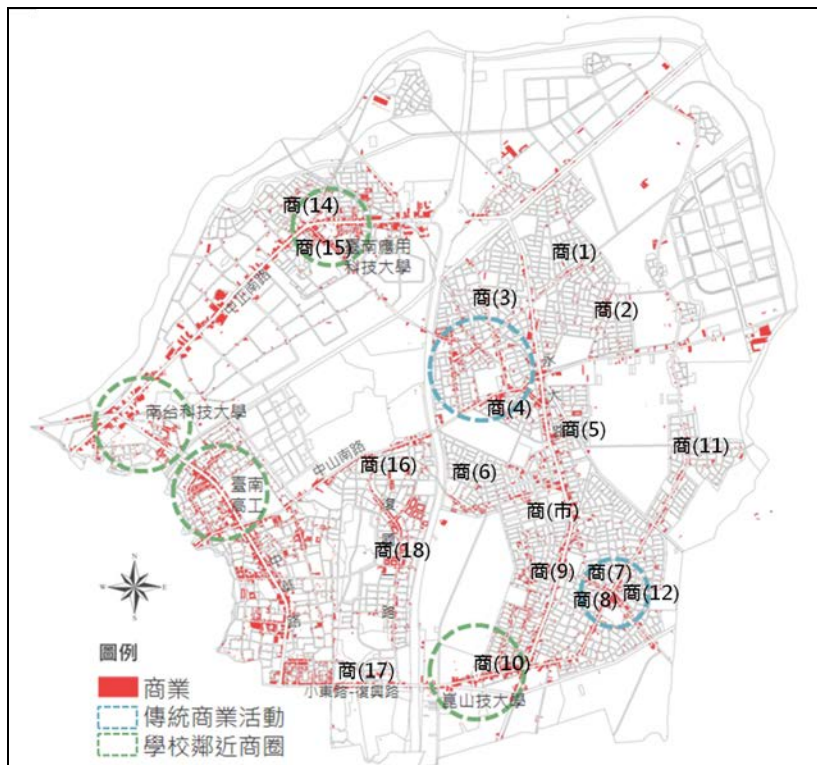 商(14)
商(15)
臺南應用
科技大學
商(1)
商(2)
商(3)
中正南路
永大路
商(4)
商(5)
南台科技大學
中山南路
商(16)
商(6)
商(11)
臺南
高工
復國一路
商(市)
商(18)
中華路
商(9)
商(7)
商(8)
商(12)
N
W
E
S
商(17)
商(10)
小東路-復興路
崑山科技大學
圖例
商業
傳統商業活動
學校鄰近商圈